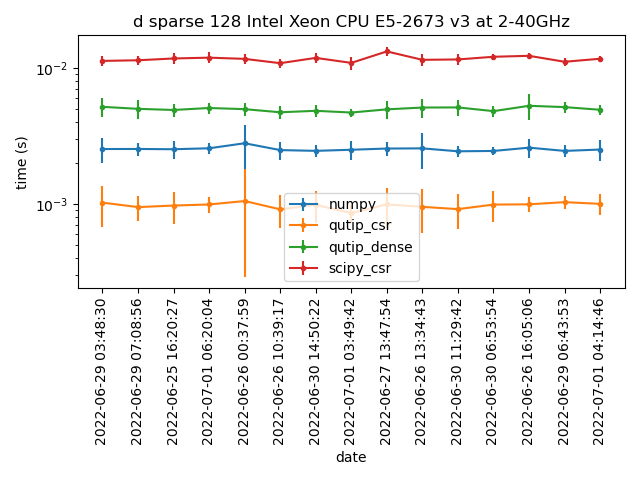 d sparse 128 Intel Xeon CPU E5-2673 v3 at 2-40GHz
time (s)
10⁻²
10⁻³
numpy
qutip_csr
qutip_dense
scipy_csr
2022-06-29 03:48:30
2022-06-29 07:08:56
2022-06-25 16:20:27
2022-07-01 06:20:04
2022-06-26 00:37:59
2022-06-26 10:39:17
2022-06-30 14:50:22
2022-07-01 03:49:42
2022-06-27 13:47:54
2022-06-26 13:34:43
2022-06-30 11:29:42
2022-06-30 06:53:54
2022-06-26 16:05:06
2022-06-29 06:43:53
2022-07-01 04:14:46
date